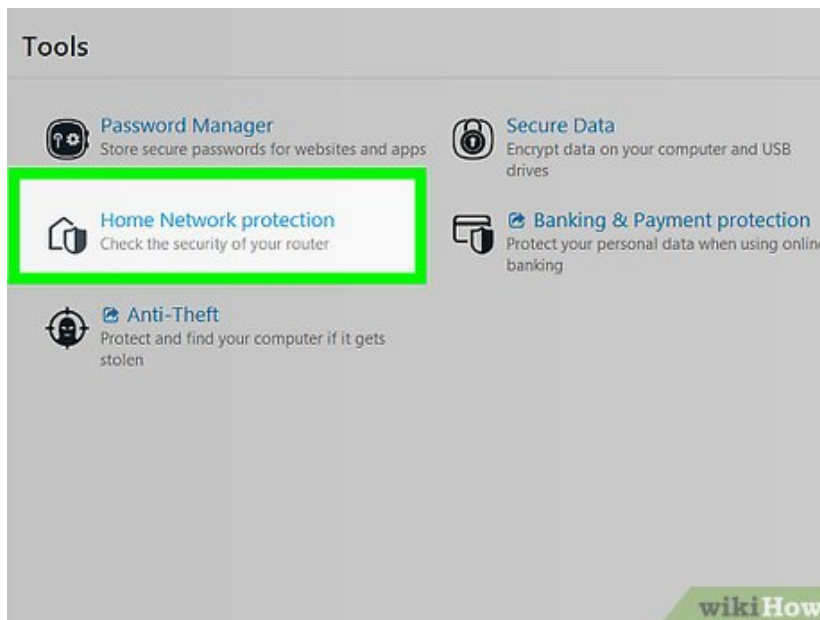 Tools
Password Manager
Store secure passwords for websites and apps
Secure Data
Encrypt data on your computer and USB
drives
Home Network protection
Check the security of your router
Banking & Payment protection
Protect your personal data when using online
banking
Anti-Theft
Protect and find your computer if it gets
stolen
wikiHow